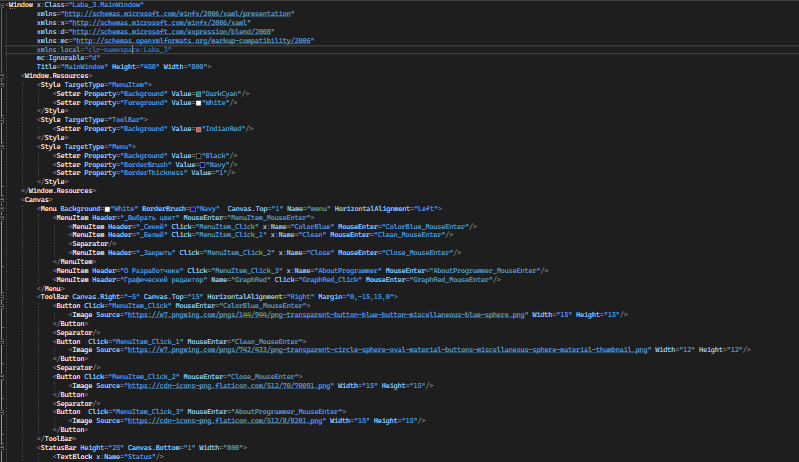 <Window x:Class="Laba_3.MainWindow"
xmlns="http://schemas.microsoft.com/winfx/2006/xaml/presentation"
xmlns:x="http://schemas.microsoft.com/winfx/2006/xaml"
xmlns:d="http://schemas.microsoft.com/expression/blend/2008"
xmlns:mc="http://schemas.openxmlformats.org/markup-compatibility/2006"
xmlns:local="clr-namespace:Laba_3"
mc:Ignorable="d"
Title="MainWindow" Height="450" Width="800">
<Window.Resources>
<Style TargetType="MenuItem">
<Setter Property="Background" Value="DarkCyan"/>
<Setter Property="Foreground" Value="White"/>
</Style>
<Style TargetType="ToolBar">
<Setter Property="Background" Value="IndianRed"/>
</Style>
<Style TargetType="Menu">
<Setter Property="Background" Value="Black"/>
<Setter Property="BorderBrush" Value="Navy"/>
<Setter Property="BorderThickness" Value="1"/>
</Style>
</Window.Resources>
<Canvas>
<Menu Background="White" BorderBrush="Navy" Canvas.Top="1" Name="menu" HorizontalAlignment="Left">
<MenuItem Header="_Выбрать цвет" MouseEnter="MenuItem_MouseEnter">
<MenuItem Header="_Синий" Click="MenuItem_Click" x:Name="ColorBlue" MouseEnter="ColorBlue_MouseEnter"/>
<MenuItem Header="_Белый" Click="MenuItem_Click_1" x:Name="Clean" MouseEnter="Clean_MouseEnter"/>
<Separator/>
<MenuItem Header="_Закрыть" Click="MenuItem_Click_2" x:Name="Close" MouseEnter="Close_MouseEnter"/>
</MenuItem>
<MenuItem Header="О Разработчике" Click="MenuItem_Click_3" x:Name="AboutProgrammer" MouseEnter="AboutProgrammer_MouseEnter"/>
<MenuItem Header="Графический редактор" Name="GraphRed" Click="GraphRed_Click" MouseEnter="GraphRed_MouseEnter"/>
</Menu>
<ToolBar Canvas.Right="-5" Canvas.Top="15" HorizontalAlignment="Right" Margin="0,-15,15,0">
<Button Click="MenuItem_Click" MouseEnter="ColorBlue_MouseEnter">
<Image Source="https://w7.pngwing.com/pngs/144/944/png-transparent-button-blue-button-miscellaneous-blue-sphere.png" Width="15" Height="15"/>
</Button>
<Separator/>
<Button Click="MenuItem_Click_1" MouseEnter="Clean_MouseEnter">
<Image Source="https://w7.pngwing.com/pngs/742/433/png-transparent-circle-sphere-oval-material-buttons-miscellaneous-sphere-material-thumbnail.png" Width="12" Height="12"/>
</Button>
<Separator/>
<Button Click="MenuItem_Click_2" MouseEnter="Close_MouseEnter">
<Image Source="https://cdn-icons-png.flaticon.com/512/70/70091.png" Width="15" Height="15"/>
</Button>
<Separator/>
<Button Click="MenuItem_Click_3" MouseEnter="AboutProgrammer_MouseEnter">
<Image Source="https://cdn-icons-png.flaticon.com/512/8/8201.png" Width="15" Height="15"/>
</Button>
</ToolBar>
<StatusBar Height="25" Canvas.Bottom="1" Width="800">
<TextBlock x:Name="Status"/>